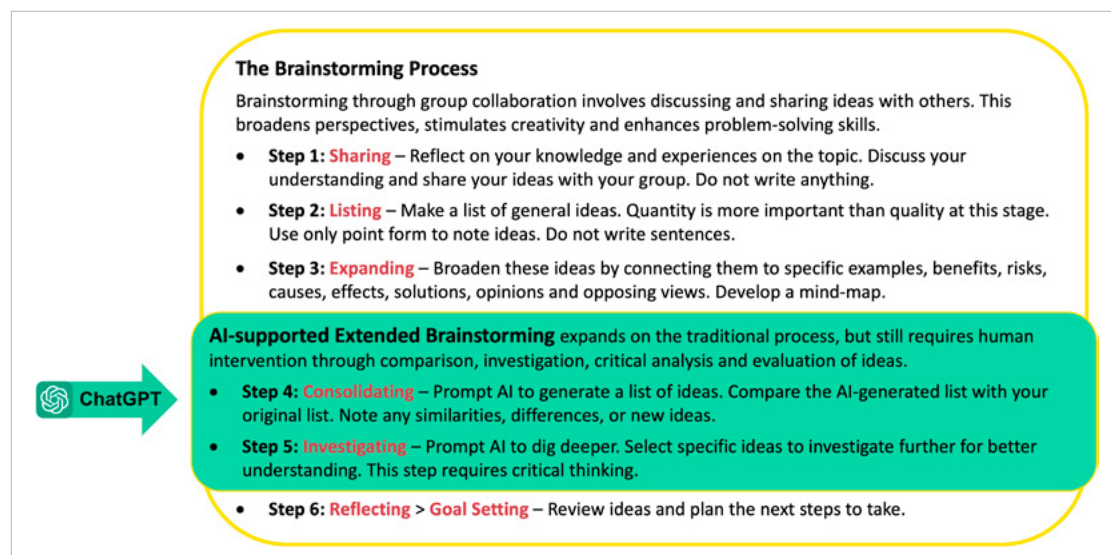 The Brainstorming Process
Brainstorming through group collaboration involves discussing and sharing ideas with others. This
broadens perspectives, stimulates creativity and enhances problem-solving skills.
• Step 1: Sharing – Reflect on your knowledge and experiences on the topic. Discuss your
understanding and share your ideas with your group. Do not write anything.
• Step 2: Listing – Make a list of general ideas. Quantity is more important than quality at this stage.
Use only point form to note ideas. Do not write sentences.
• Step 3: Expanding – Broaden these ideas by connecting them to specific examples, benefits, risks,
causes, effects, solutions, opinions and opposing views. Develop a mind-map.
AI-supported Extended Brainstorming expands on the traditional process, but still requires human
intervention through comparison, investigation, critical analysis and evaluation of ideas.
ChatGPT
• Step 4: Consolidating – Prompt AI to generate a list of ideas. Compare the AI-generated list with your
original list. Note any similarities, differences, or new ideas.
• Step 5: Investigating – Prompt AI to dig deeper. Select specific ideas to investigate further for better
understanding. This step requires critical thinking.
• Step 6: Reflecting > Goal Setting – Review ideas and plan the next steps to take.